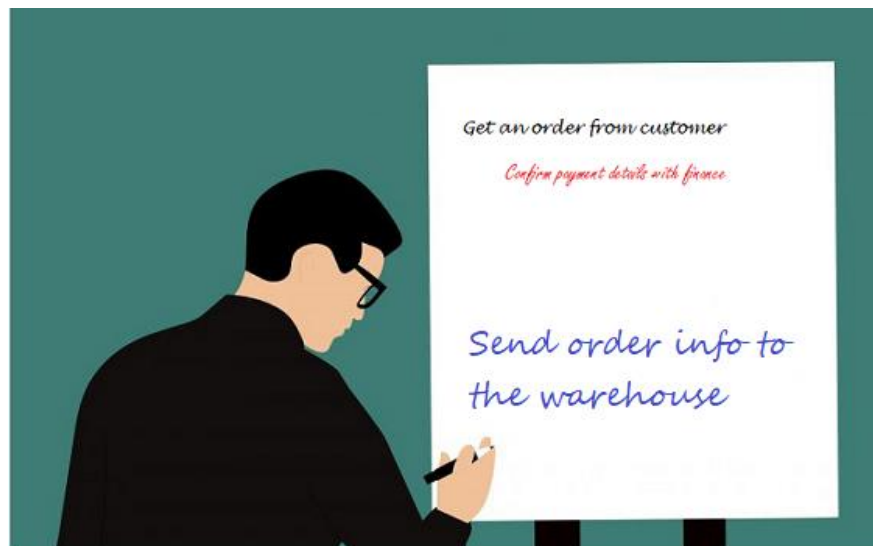 Get an order from customer
Confirm payment details with finance
Send order info to
the warehouse